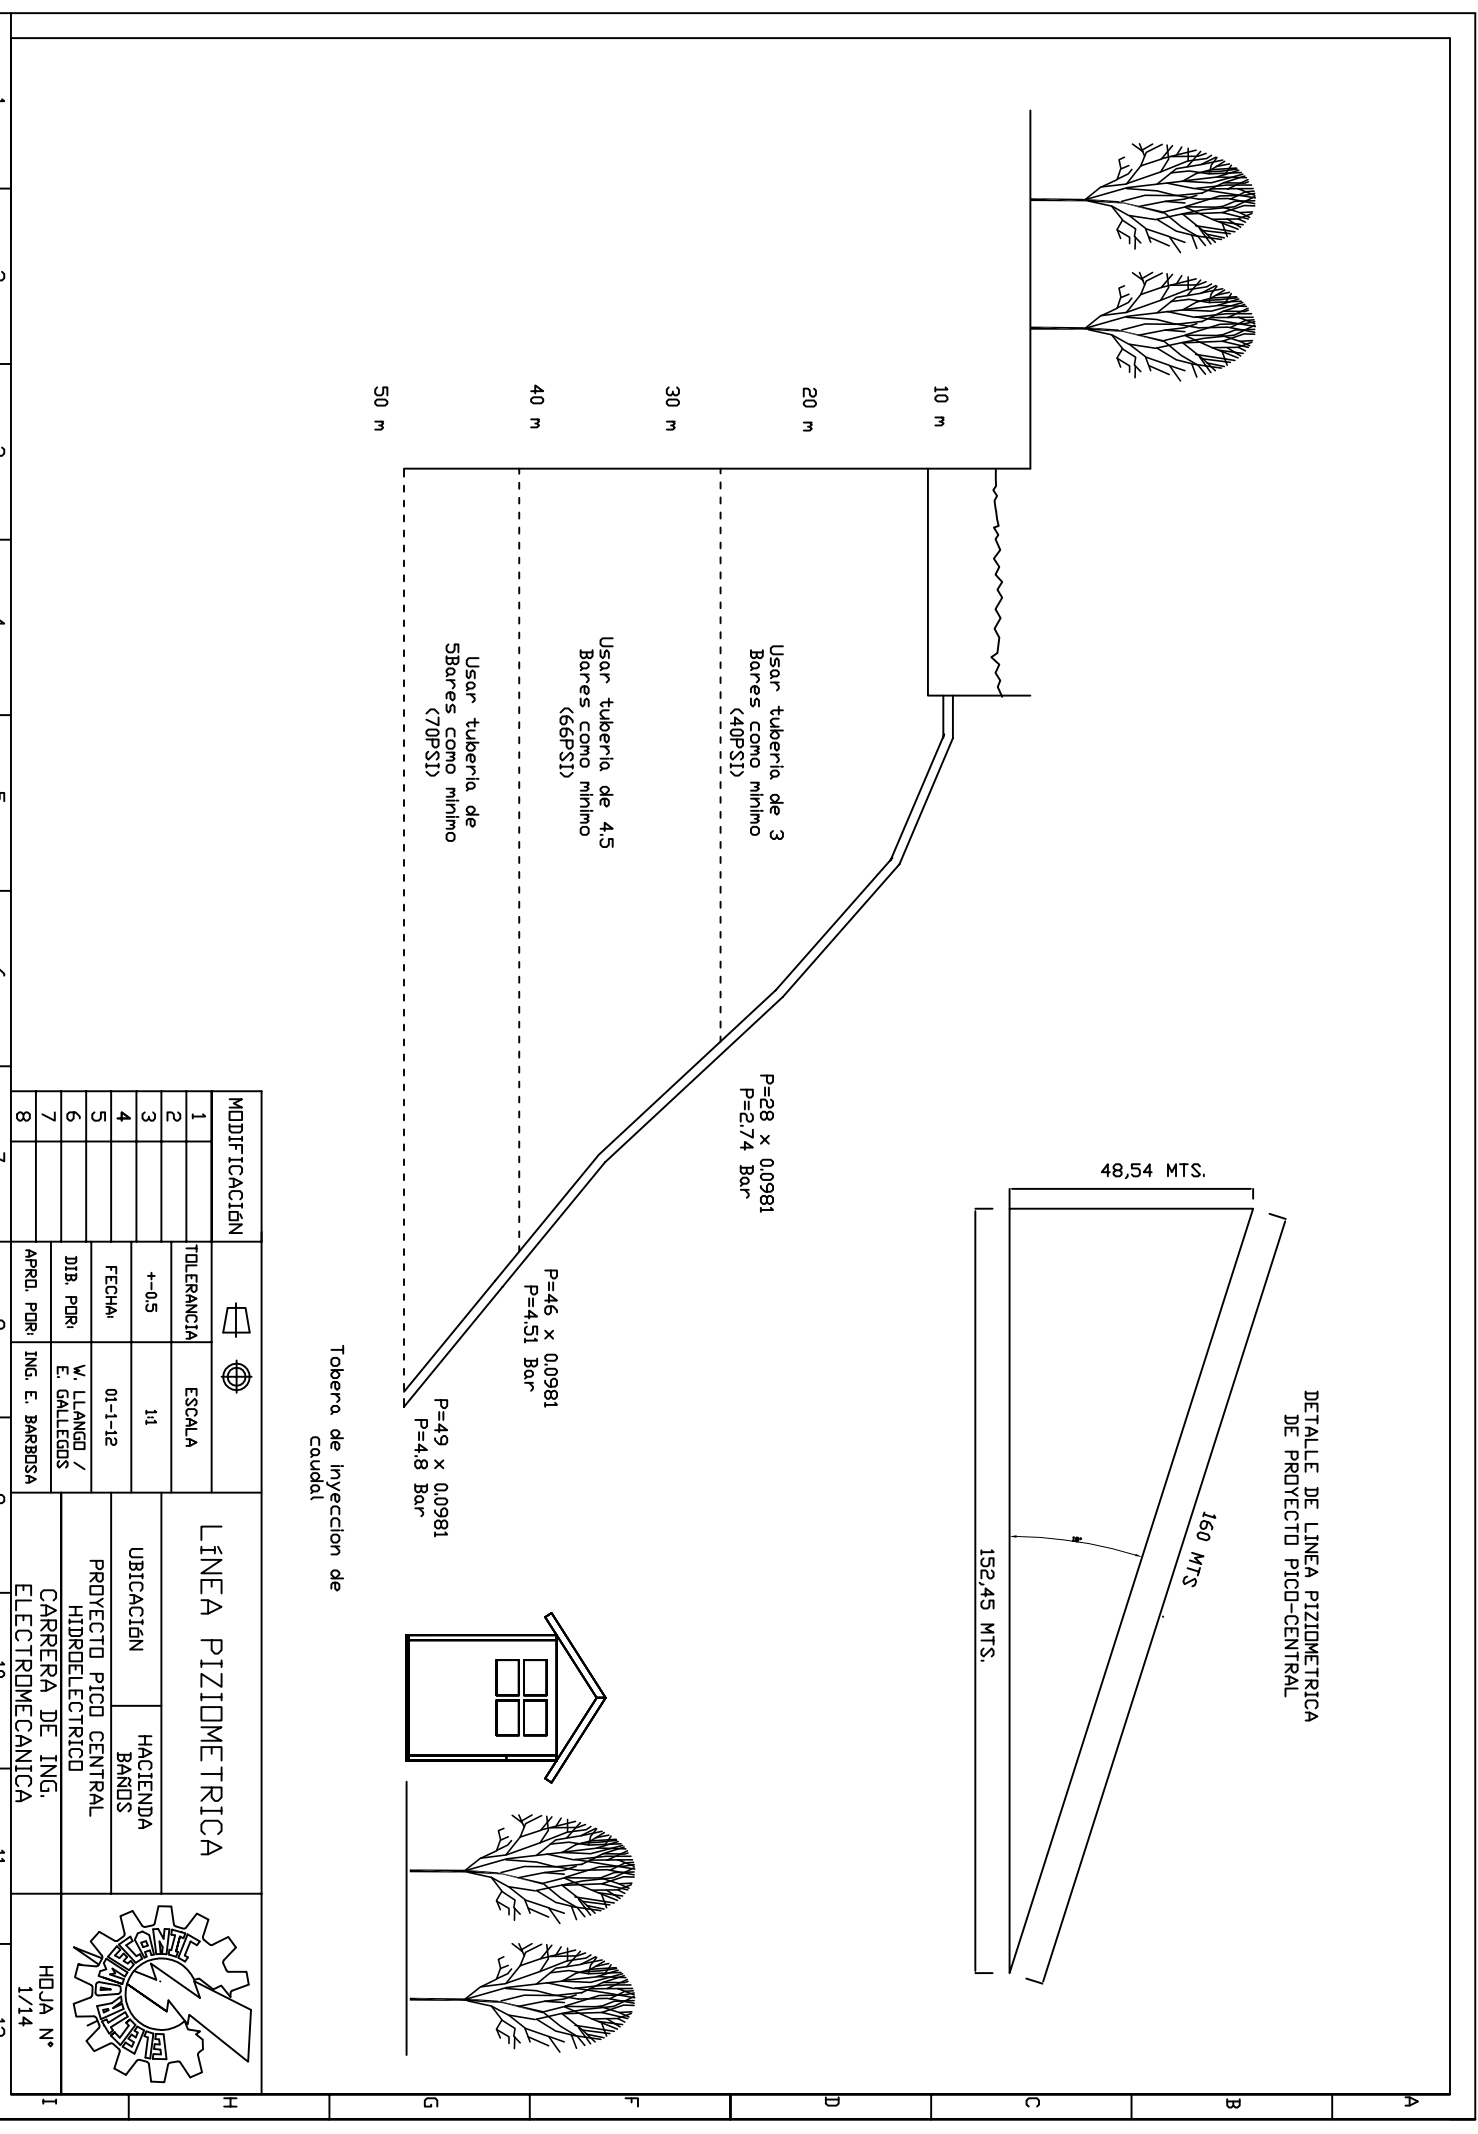 DETALLE DE LINEA PIZIOMETRICA
DE PROYECTO PICO-CENTRAL
160 MTS
48,54 MTS.
152,45 MTS.
10 m
20 m
30 m
40 m
50 m
Usar tuberia de 3
Bares como minimo
(40PSI)
Usar tuberia de 4.5
Bares como minimo
(66PSI)
Usar tuberia de
5Bares como minimo
(70PSI)
P=28 x 0.0981
P=2.74 Bar
P=46 x 0.0981
P=4.51 Bar
P=49 x 0.0981
P=4.8 Bar
Tobera de inyeccion de
caudal
MODIFICACIóN
1
2
3
4
5
6
7
8
TOLERANCIA
ESCALA
+-0.5
1:1
FECHA:
01-1-12
DIB. POR:
W. LLANGO /
E. GALLEGOS
APRO. POR:
ING. E. BARBOSA
LíNEA PIZIOMETRICA
UBICACIóN
HACIENDA
BAÑOS
PROYECTO PICO CENTRAL
HIDROELECTRICO
CARRERA DE ING.
ELECTROMECANICA
HOJA N°
1/14
ELECTROMECANIC
A
B
C
D
F
G
H
I